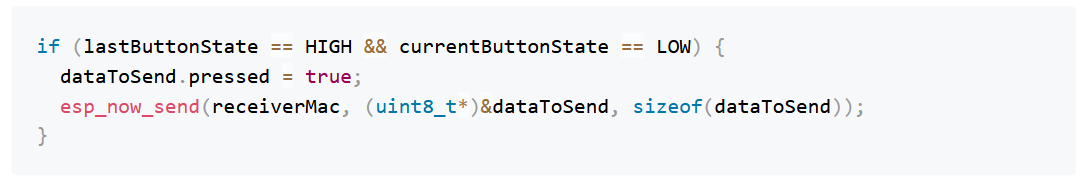 if (lastButtonState == HIGH && currentButtonState == LOW) {
  dataToSend.pressed = true;
  esp_now_send(receiverMac, (uint8_t*)&dataToSend, sizeof(dataToSend));
}